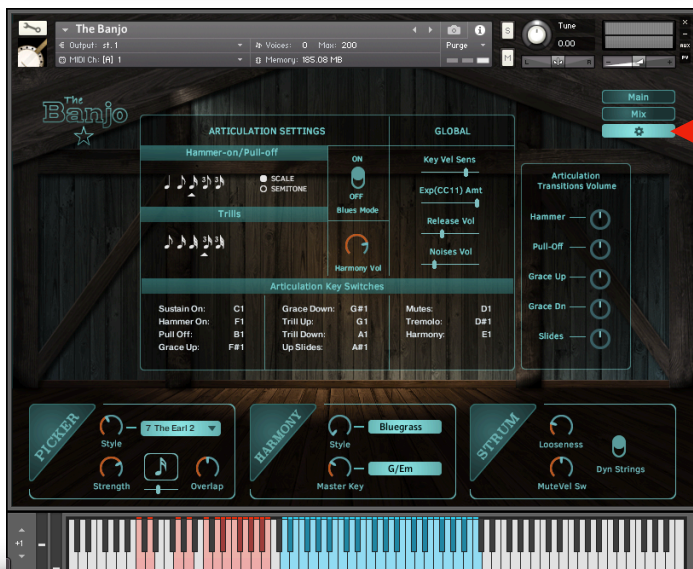 The Banjo
Output: st.1
Voices: 0 Max: 200
Purge
MIDI Ch: [A] 1
Memory: 185.08 MB
S
M
Tune
0.00
L
R
AUX
PV
The
Banjo
Main
Mix
ARTICULATION SETTINGS
GLOBAL
Hammer-on/Pull-off
SCALE
SEMITONE
ON
OFF
Blues Mode
Trills
Harmony Vol
Key Vel Sens
Exp(CC11) Amt
Release Vol
Noises Vol
Articulation Key Switches
Sustain On: C1
Hammer On: F1
Pull Off: B1
Grace Up: F#1
Grace Down: G#1
Trill Up: G1
Trill Down: A1
Up Slides: A#1
Mutes: D1
Tremolo: D#1
Harmony: E1
Articulation
Transitions Volume
Hammer
Pull-Off
Grace Up
Grace Dn
Slides
PICKER
Style
7 The Earl 2
Strength
Overlap
HARMONY
Style
Bluegrass
Master Key
G/Em
STRUM
Looseness
MuteVel Sw
Dyn Strings
+1